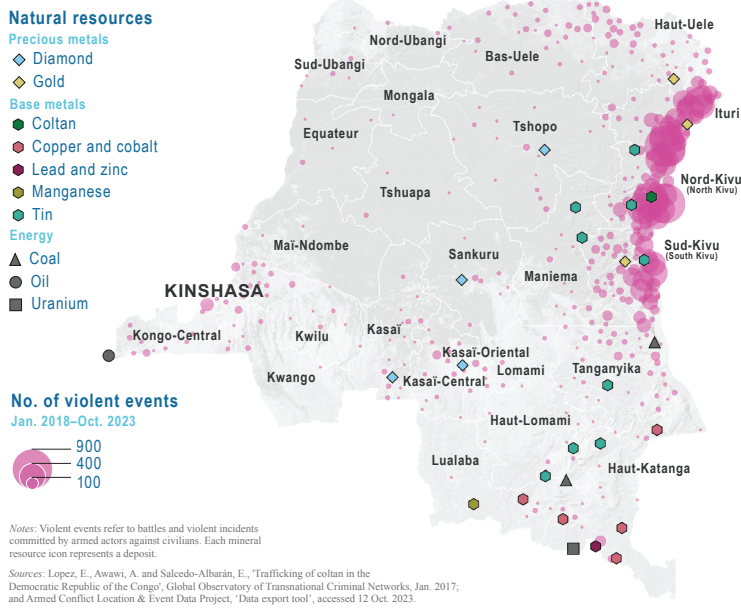 Natural resources
Precious metals
Diamond
Gold
Base metals
Coltan
Copper and cobalt
Lead and zinc
Manganese
Tin
Energy
Coal
Oil
Uranium
No. of violent events
Jan. 2018–Oct. 2023
900
400
100
Haut-Uele
Nord-Ubangi
Bas-Uele
Sud-Ubangi
Mongala
Ituri
Tshopo
Equateur
Nord-Kivu
(North Kivu)
Tshuapa
Maï-Ndombe
Sud-Kivu
(South Kivu)
Sankuru
Maniema
KINSHASA
Kasaï
Kongo-Central
Kwilu
Kasaï-Oriental
Lomami
Tanganyika
Kwango
Kasaï-Central
Haut-Lomami
Lualaba
Haut-Katanga
Notes: Violent events refer to battles and violent incidents
committed by armed actors against civilians. Each mineral
resource icon represents a deposit.
Sources: Lopez, E., Awawi, A. and Salcedo-Albarán, E., 'Trafficking of coltan in the
Democratic Republic of the Congo', Global Observatory of Transnational Criminal Networks, Jan. 2017;
and Armed Conflict Location & Event Data Project, ‘Data export tool’, accessed 12 Oct. 2023.